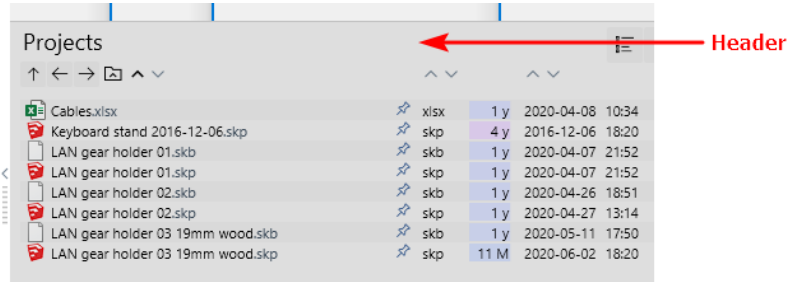 Projects
Header
Cables.xlsx xlsx 1 y 2020-04-08 10:34
Keyboard stand 2016-12-06.skp skp 4 y 2016-12-06 18:20
LAN gear holder 01.skb skb 1 y 2020-04-07 21:52
LAN gear holder 01.skp skp 1 y 2020-04-07 21:52
LAN gear holder 02.skb skb 1 y 2020-04-26 18:51
LAN gear holder 02.skp skp 1 y 2020-04-27 13:14
LAN gear holder 03 19mm wood.skb skb 1 y 2020-05-11 17:50
LAN gear holder 03 19mm wood.skp skp 11 M 2020-06-02 18:20